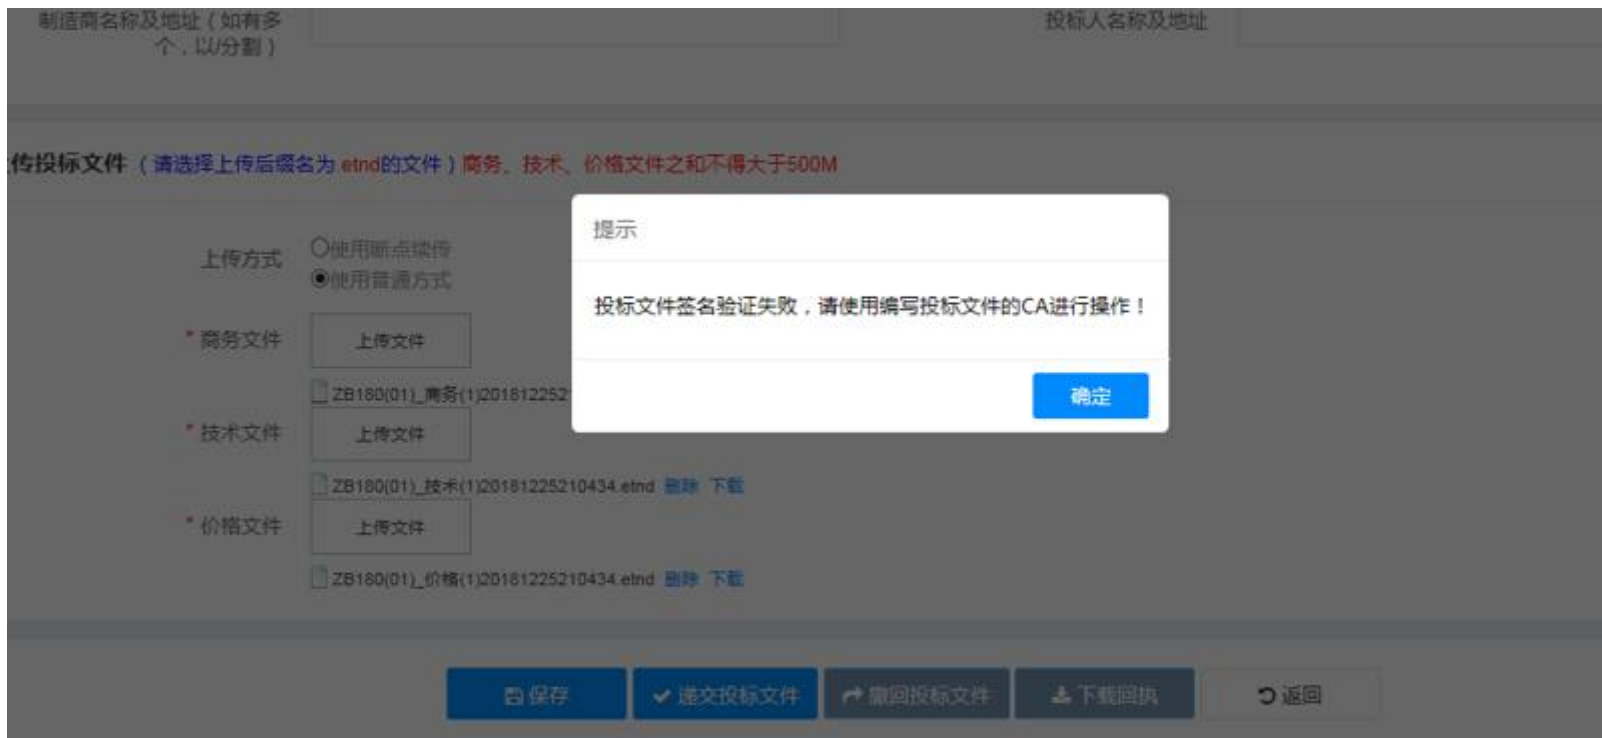 制造商名称及地址（如有多
个，以/分割）
投标人名称及地址
传投标文件（请选择上传后缀名为 etnd的文件）商务、技术、价格文件之和不得大于500M
提示
投标文件签名验证失败，请使用编写投标文件的CA进行操作！
确定
上传方式
使用断点续传
使用普通方式
* 商务文件
上传文件
ZB180(01)_商务(1)201812252
* 技术文件
上传文件
ZB180(01)_技术(1)20181225210434.etnd 删除 下载
* 价格文件
上传文件
ZB180(01)_价格(1)20181225210434.etnd 删除 下载
保存
递交投标文件
撤回投标文件
下载回执
返回